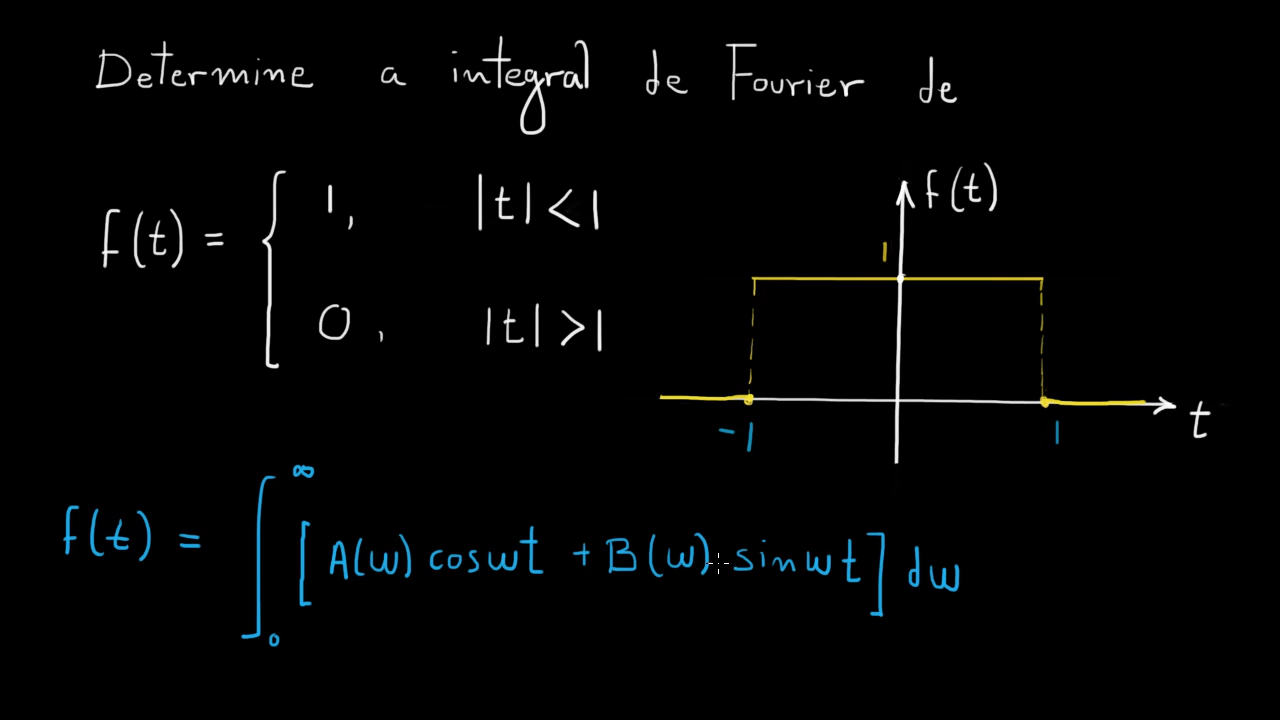 Determine a integral de Fourier de
f(t) = { 1, |t| < 1
0, |t| > 1
f(t)
1
-1 1 t
f(t) = ∫₀^∞ [A(w) cos wt + B(w) · sin wt] dw